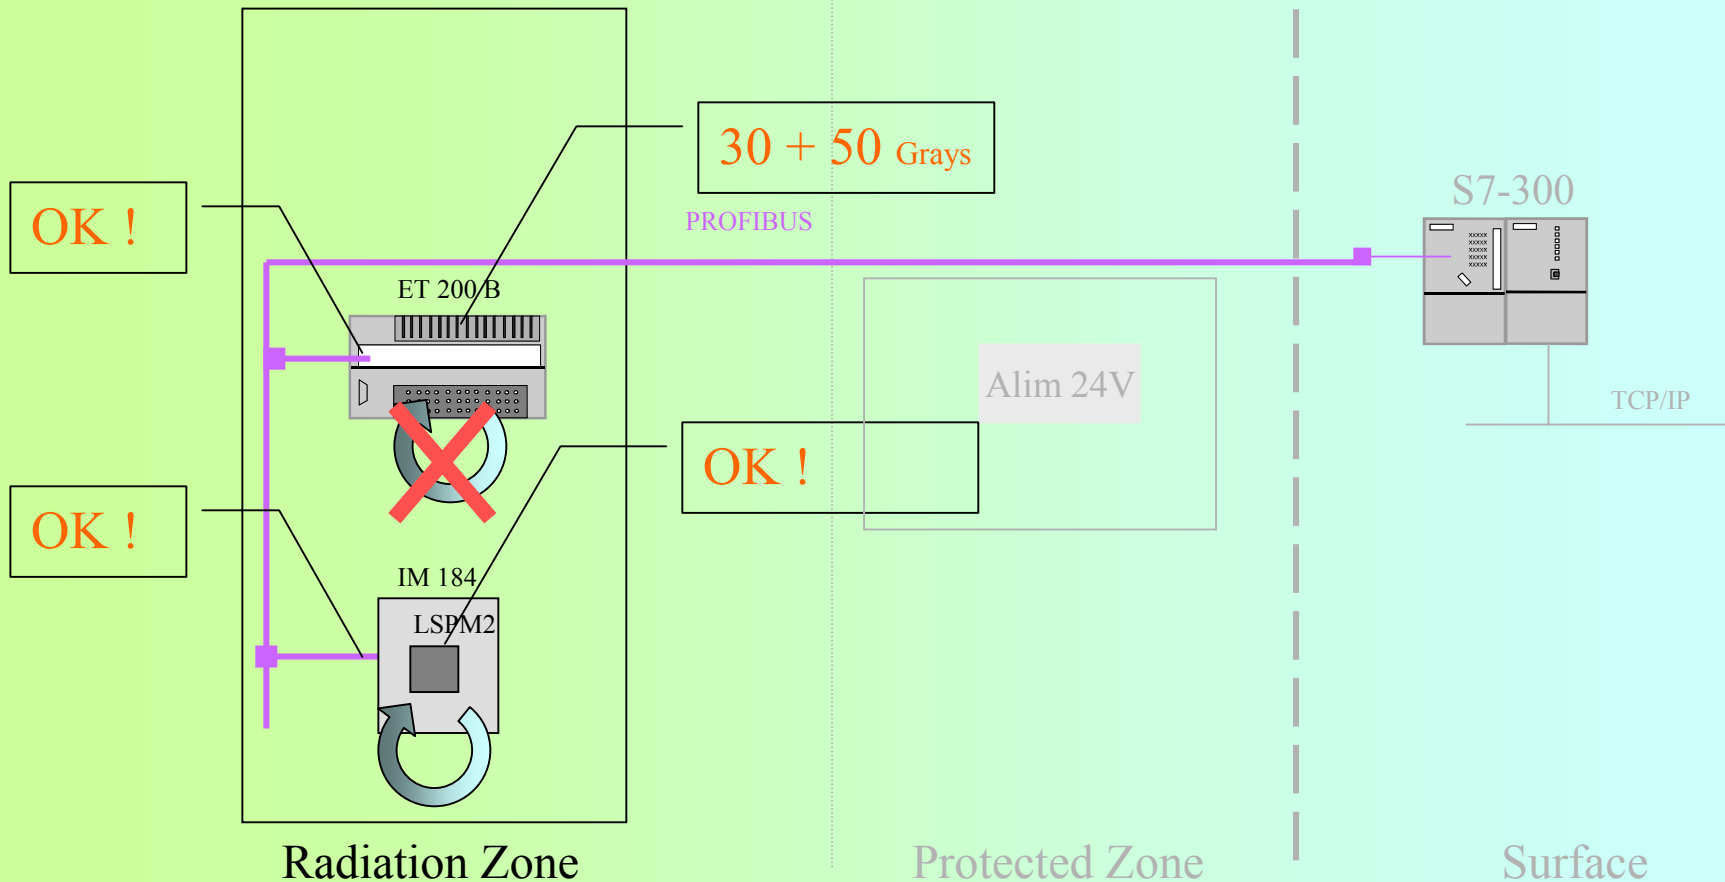 30 + 50 Grays
S7-300
OK !
PROFIBUS
ET 200 B
Alim 24V
TCP/IP
OK !
OK !
IM 184
LSPM2
Radiation Zone
Protected Zone
Surface